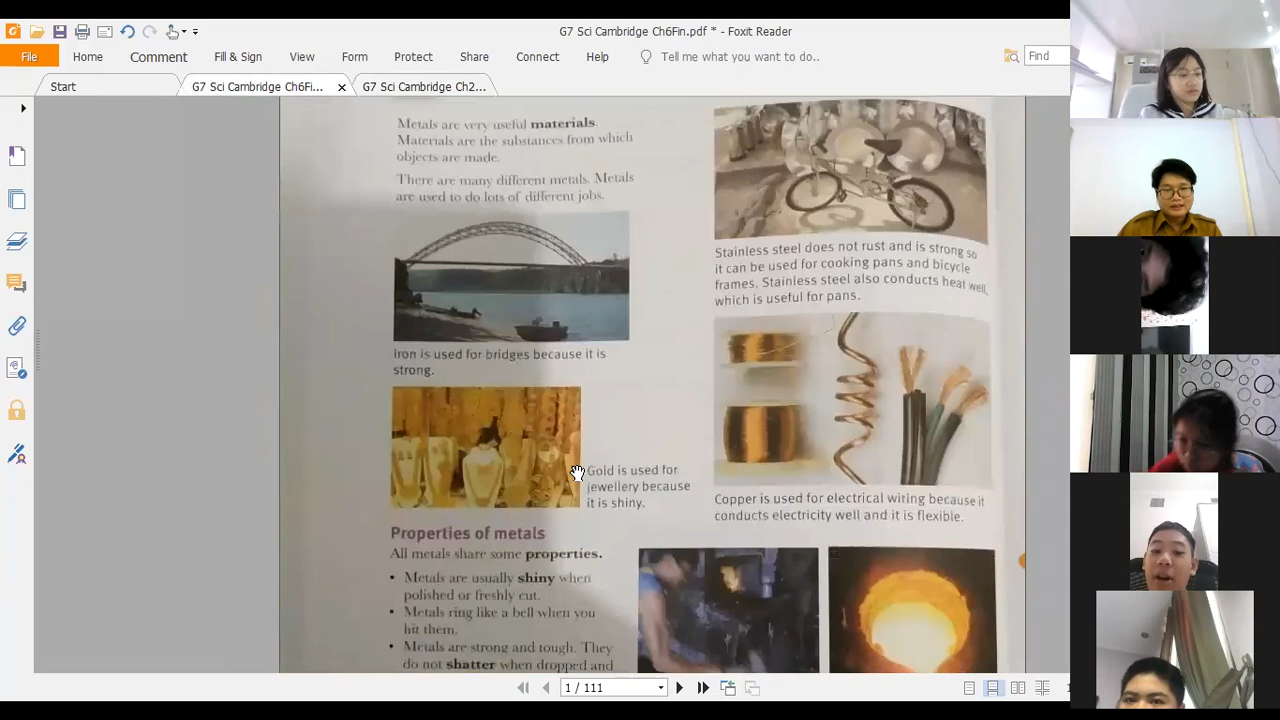 G7 Sci Cambridge Ch6Fin.pdf * - Foxit Reader
File Home Comment Fill & Sign View Form Protect Share Connect Help Tell me what you want to do.. Find
Start G7 Sci Cambridge Ch6Fi... G7 Sci Cambridge Ch2...
Metals are very useful materials.
Materials are the substances from which
objects are made.
There are many different metals. Metals
are used to do lots of different jobs.
Iron is used for bridges because it is
strong.
Gold is used for
jewellery because
it is shiny.
Properties of metals
All metals share some properties.
• Metals are usually shiny when
polished or freshly cut.
• Metals ring like a bell when you
hit them.
• Metals are strong and tough. They
do not shatter when dropped and
Stainless steel does not rust and is strong so
it can be used for cooking pans and bicycle
frames. Stainless steel also conducts heat well,
which is useful for pans.
Copper is used for electrical wiring because it
conducts electricity well and it is flexible.
1 / 111